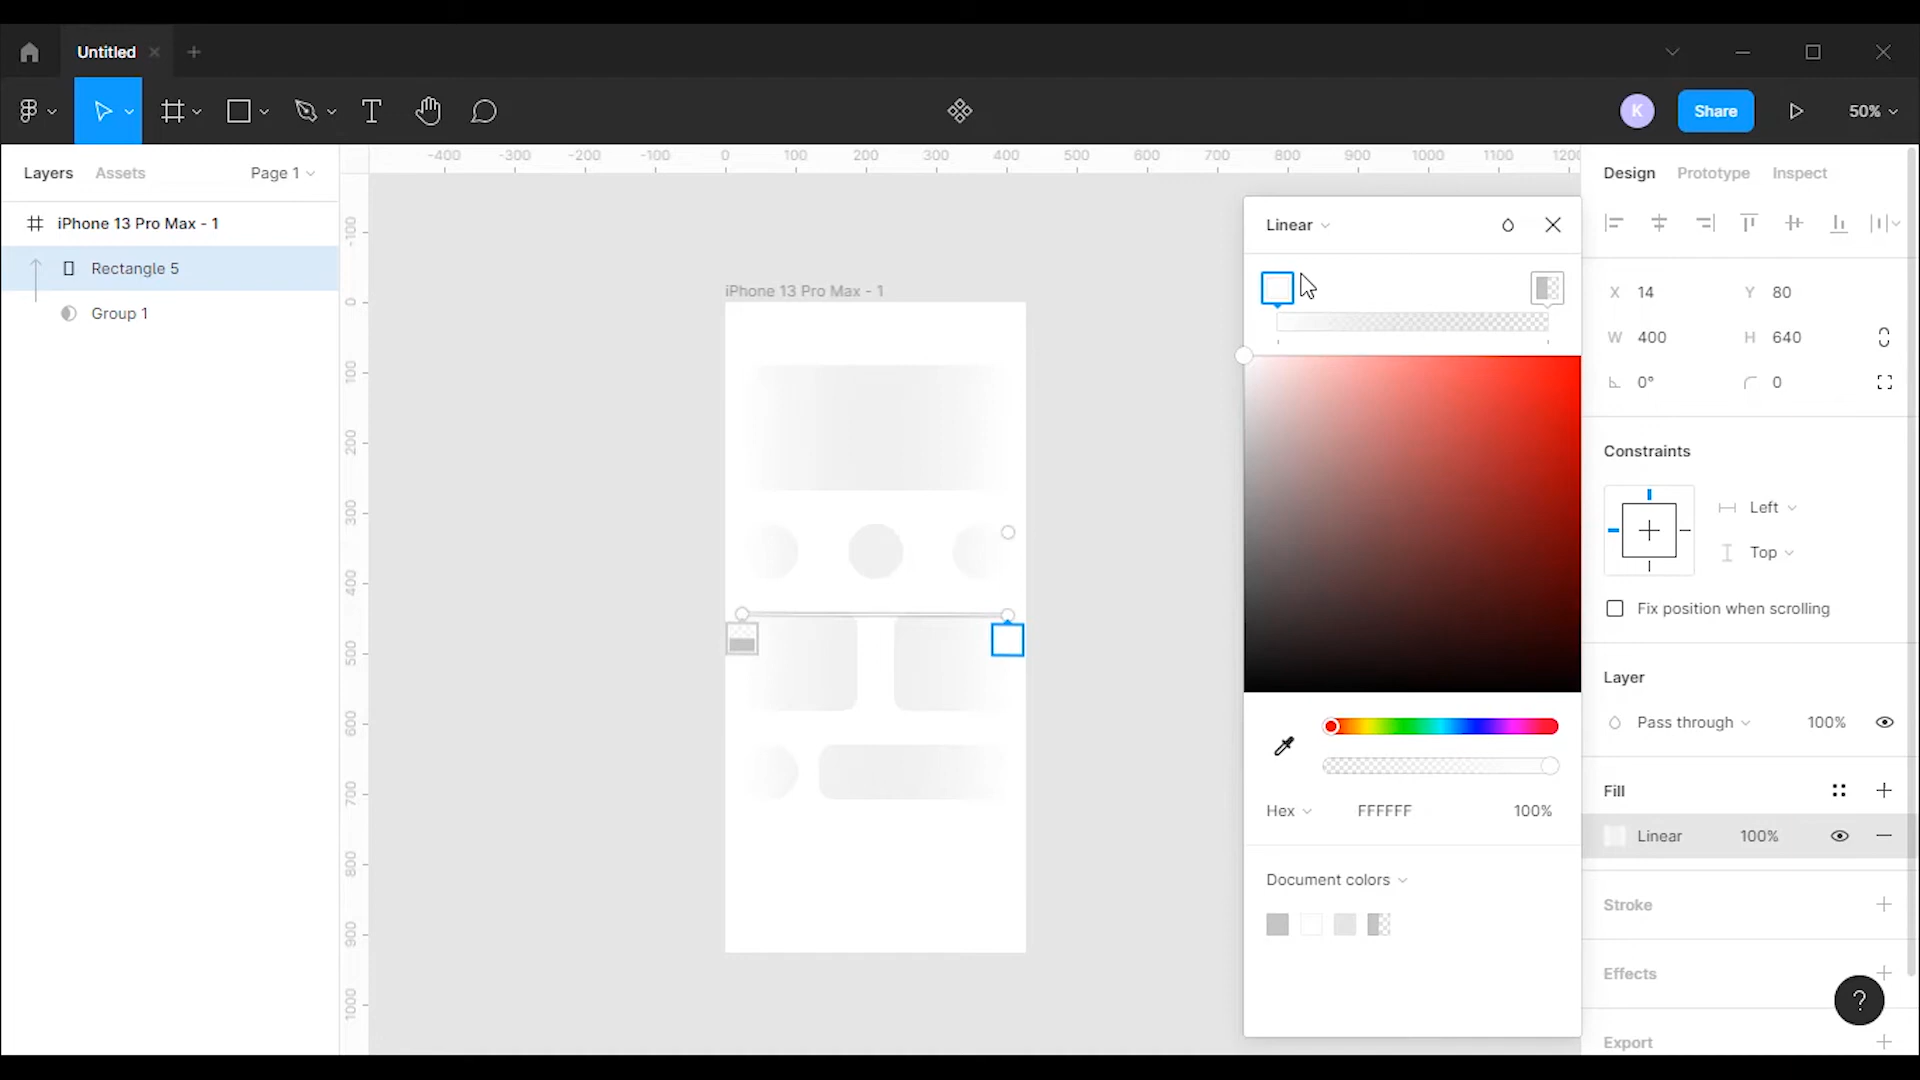 Untitled
K
Share
50%
Layers
Assets
Page 1
-400 -300 -200 -100 0 100 200 300 400 500 600 700 800 900 1000 1100 1200
Design
Prototype
Inspect
iPhone 13 Pro Max - 1
Rectangle 5
Group 1
-100
0
100
200
300
400
500
600
700
800
900
1000
iPhone 13 Pro Max - 1
Linear
Hex
FFFFFF
100%
Document colors
X 14
Y 80
W 400
H 640
0°
0
Constraints
Left
Top
Fix position when scrolling
Layer
Pass through
100%
Fill
Linear
100%
Stroke
Effects
?
Export